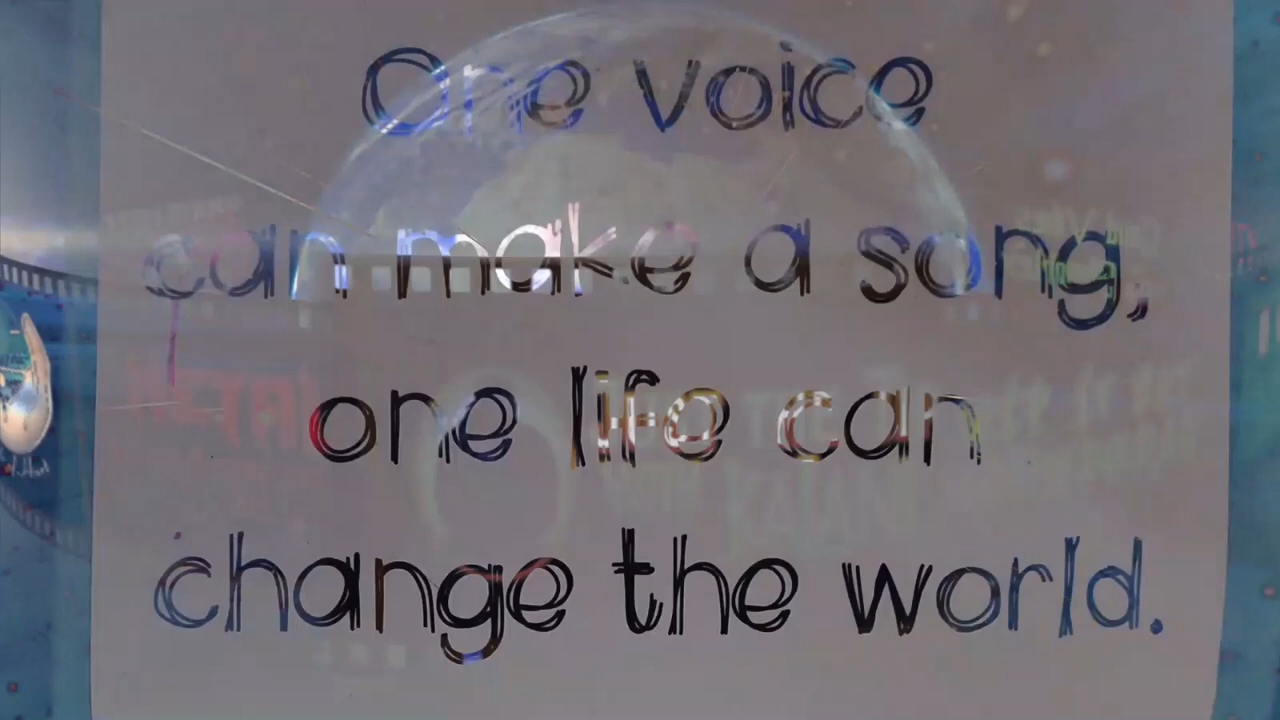 One voice
can make a song,
one life can
change the world.